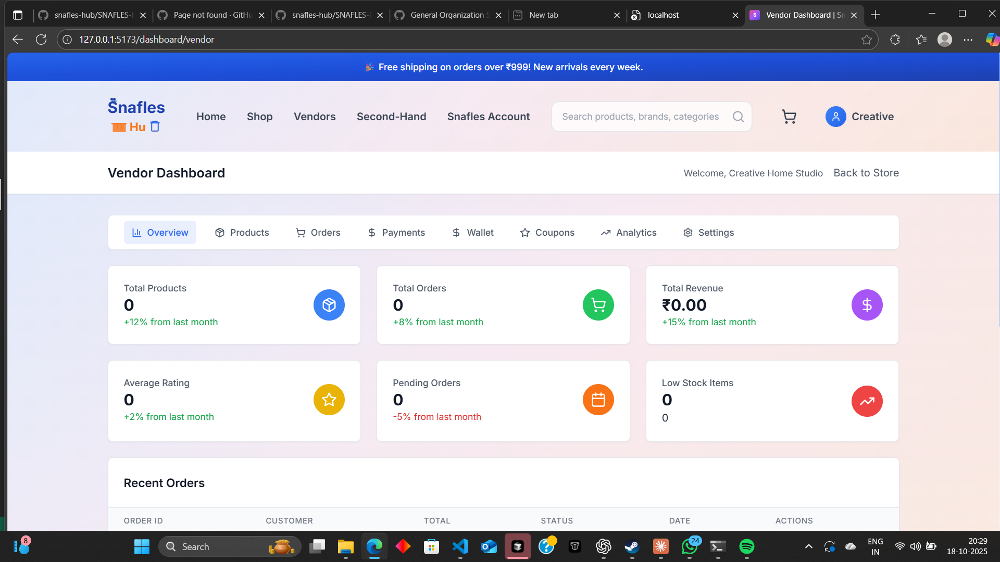 snafles-hub/SNAFLES-
Page not found · GitHu
snafles-hub/SNAFLES-
General Organization S
New tab
localhost
Vendor Dashboard | Sn
127.0.0.1:5173/dashboard/vendor
🎉 Free shipping on orders over ₹999! New arrivals every week.
Snafles
Hu
Home
Shop
Vendors
Second-Hand
Snafles Account
Search products, brands, categories.
Creative
Vendor Dashboard
Welcome, Creative Home Studio
Back to Store
Overview
Products
Orders
Payments
Wallet
Coupons
Analytics
Settings
Total Products
0
+12% from last month
Total Orders
0
+8% from last month
Total Revenue
₹0.00
+15% from last month
Average Rating
0
+2% from last month
Pending Orders
0
-5% from last month
Low Stock Items
0
0
Recent Orders
ORDER ID
CUSTOMER
TOTAL
STATUS
DATE
ACTIONS
8
Search
24
ENG
IN
20:29
18-10-2025